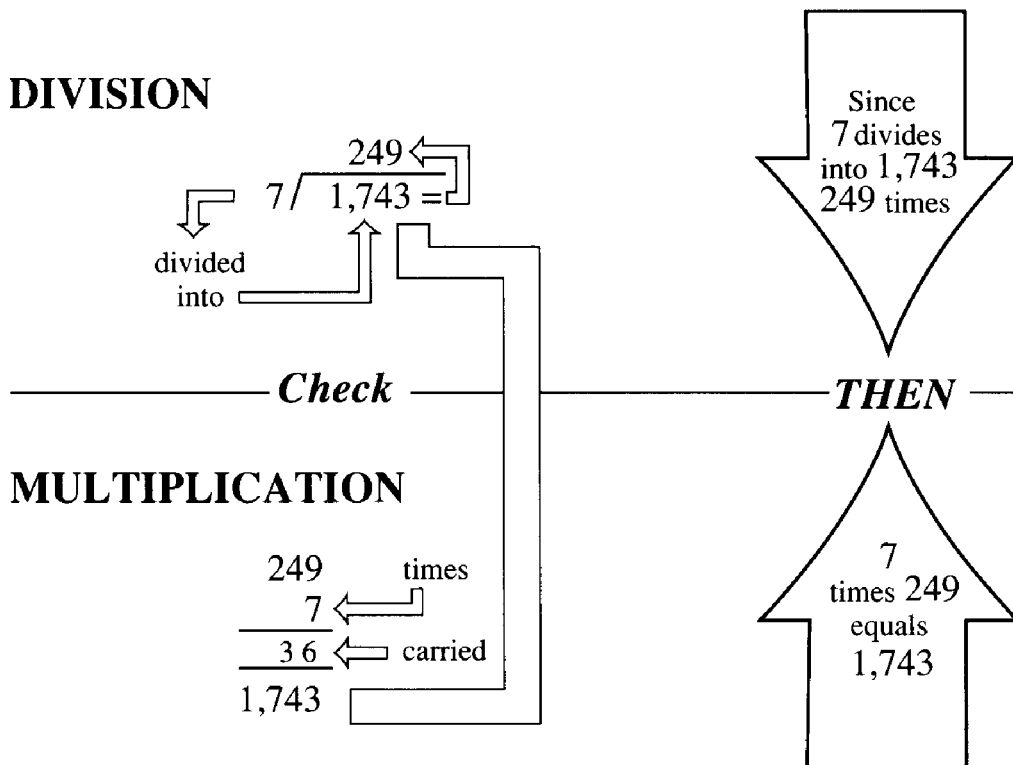 DIVISION
249
7/ 1,743 =
divided
into
Since
7 divides
into 1,743
249 times
Check
THEN
MULTIPLICATION
249 times
7
3 6 carried
1,743
7
times 249
equals
1,743